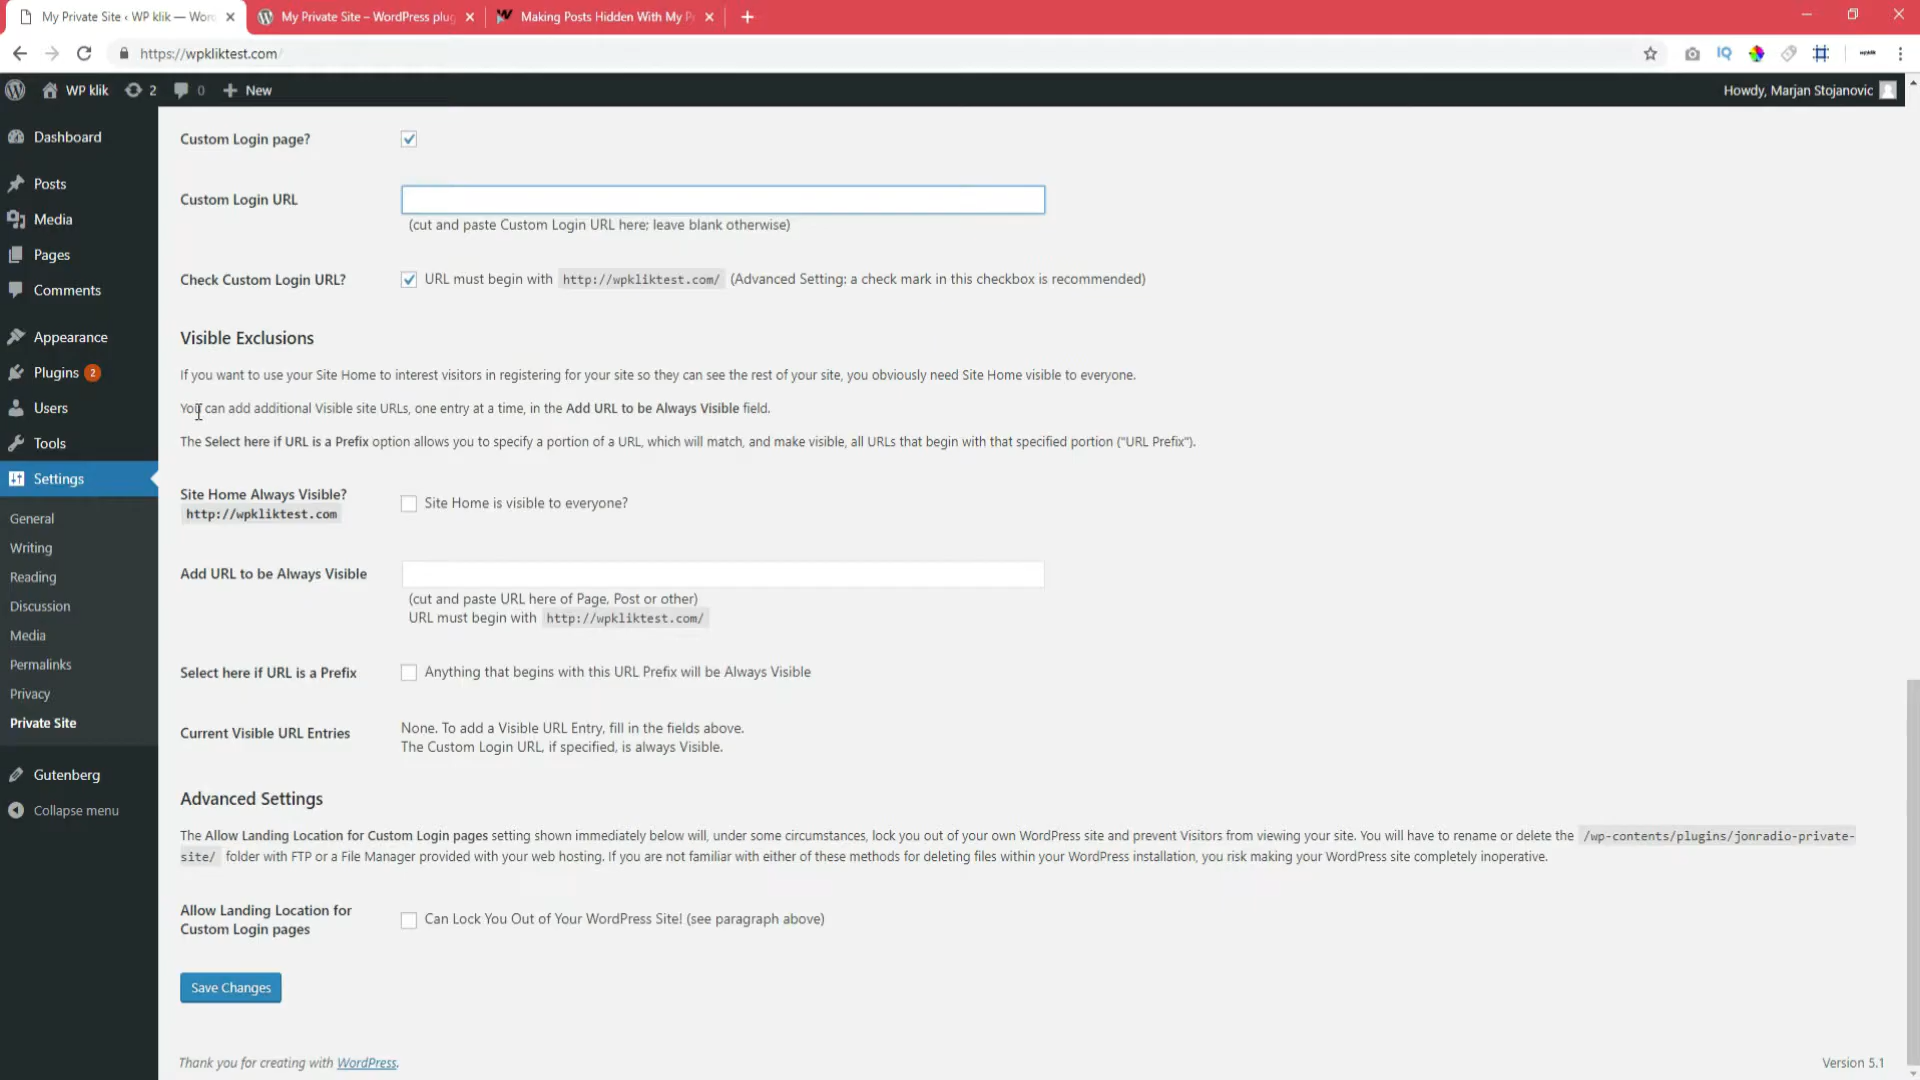 My Private Site ‹ WP klik — Wor
My Private Site – WordPress plug
Making Posts Hidden With My P
https://wpkliktest.com
WP klik
2
0
New
Howdy, Marjan Stojanovic
Dashboard
Posts
Media
Pages
Comments
Appearance
Plugins 2
Users
Tools
Settings
General
Writing
Reading
Discussion
Media
Permalinks
Privacy
Private Site
Gutenberg
Collapse menu
Custom Login page?
Custom Login URL
(cut and paste Custom Login URL here; leave blank otherwise)
Check Custom Login URL? URL must begin with http://wpkliktest.com/ (Advanced Setting: a check mark in this checkbox is recommended)
Visible Exclusions
If you want to use your Site Home to interest visitors in registering for your site so they can see the rest of your site, you obviously need Site Home visible to everyone.
You can add additional Visible site URLs, one entry at a time, in the Add URL to be Always Visible field.
The Select here if URL is a Prefix option allows you to specify a portion of a URL, which will match, and make visible, all URLs that begin with that specified portion ("URL Prefix").
Site Home Always Visible?
http://wpkliktest.com
Site Home is visible to everyone?
Add URL to be Always Visible
(cut and paste URL here of Page, Post or other)
URL must begin with http://wpkliktest.com/
Select here if URL is a Prefix Anything that begins with this URL Prefix will be Always Visible
Current Visible URL Entries
None. To add a Visible URL Entry, fill in the fields above.
The Custom Login URL, if specified, is always Visible.
Advanced Settings
The Allow Landing Location for Custom Login pages setting shown immediately below will, under some circumstances, lock you out of your own WordPress site and prevent Visitors from viewing your site. You will have to rename or delete the /wp-contents/plugins/jonradio-private-
site/ folder with FTP or a File Manager provided with your web hosting. If you are not familiar with either of these methods for deleting files within your WordPress installation, you risk making your WordPress site completely inoperative.
Allow Landing Location for
Custom Login pages
Can Lock You Out of Your WordPress Site! (see paragraph above)
Save Changes
Thank you for creating with WordPress.
Version 5.1